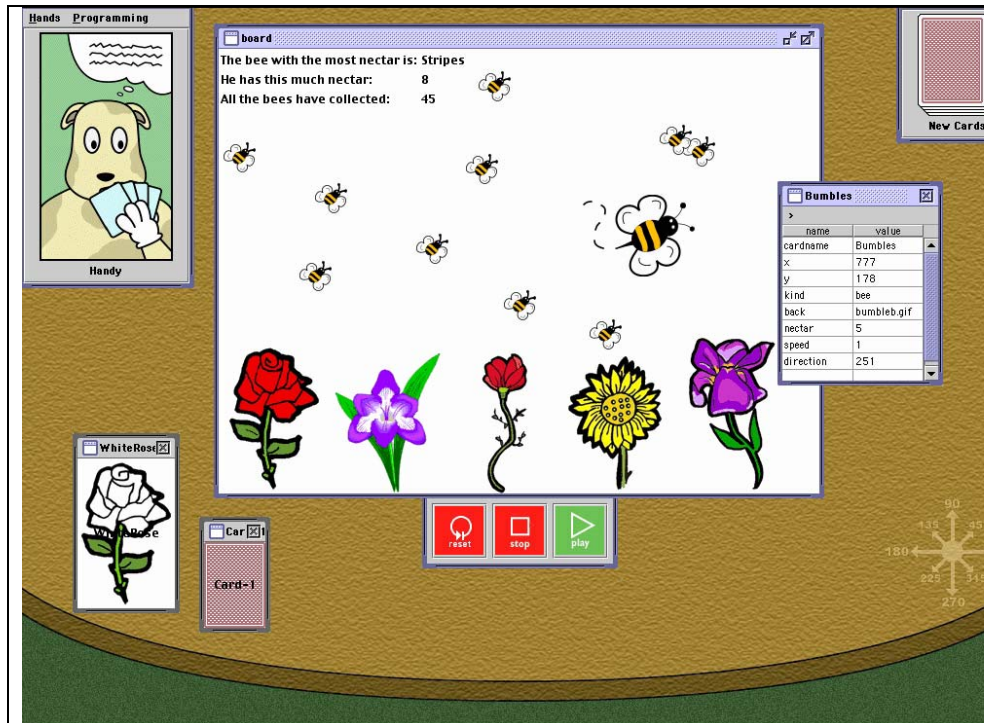 Hands Programming
Handy
board
The bee with the most nectar is: Stripes
He has this much nectar: 8
All the bees have collected: 45
New Cards
Bumbles
>
name value
cardname Bumbles
x 777
y 178
kind bee
back bumbleb.gif
nectar 5
speed 1
direction 251
WhiteRose
WhiteRose
Car 1
Card-1
reset
stop
play
90
135 45
180
225 315
270